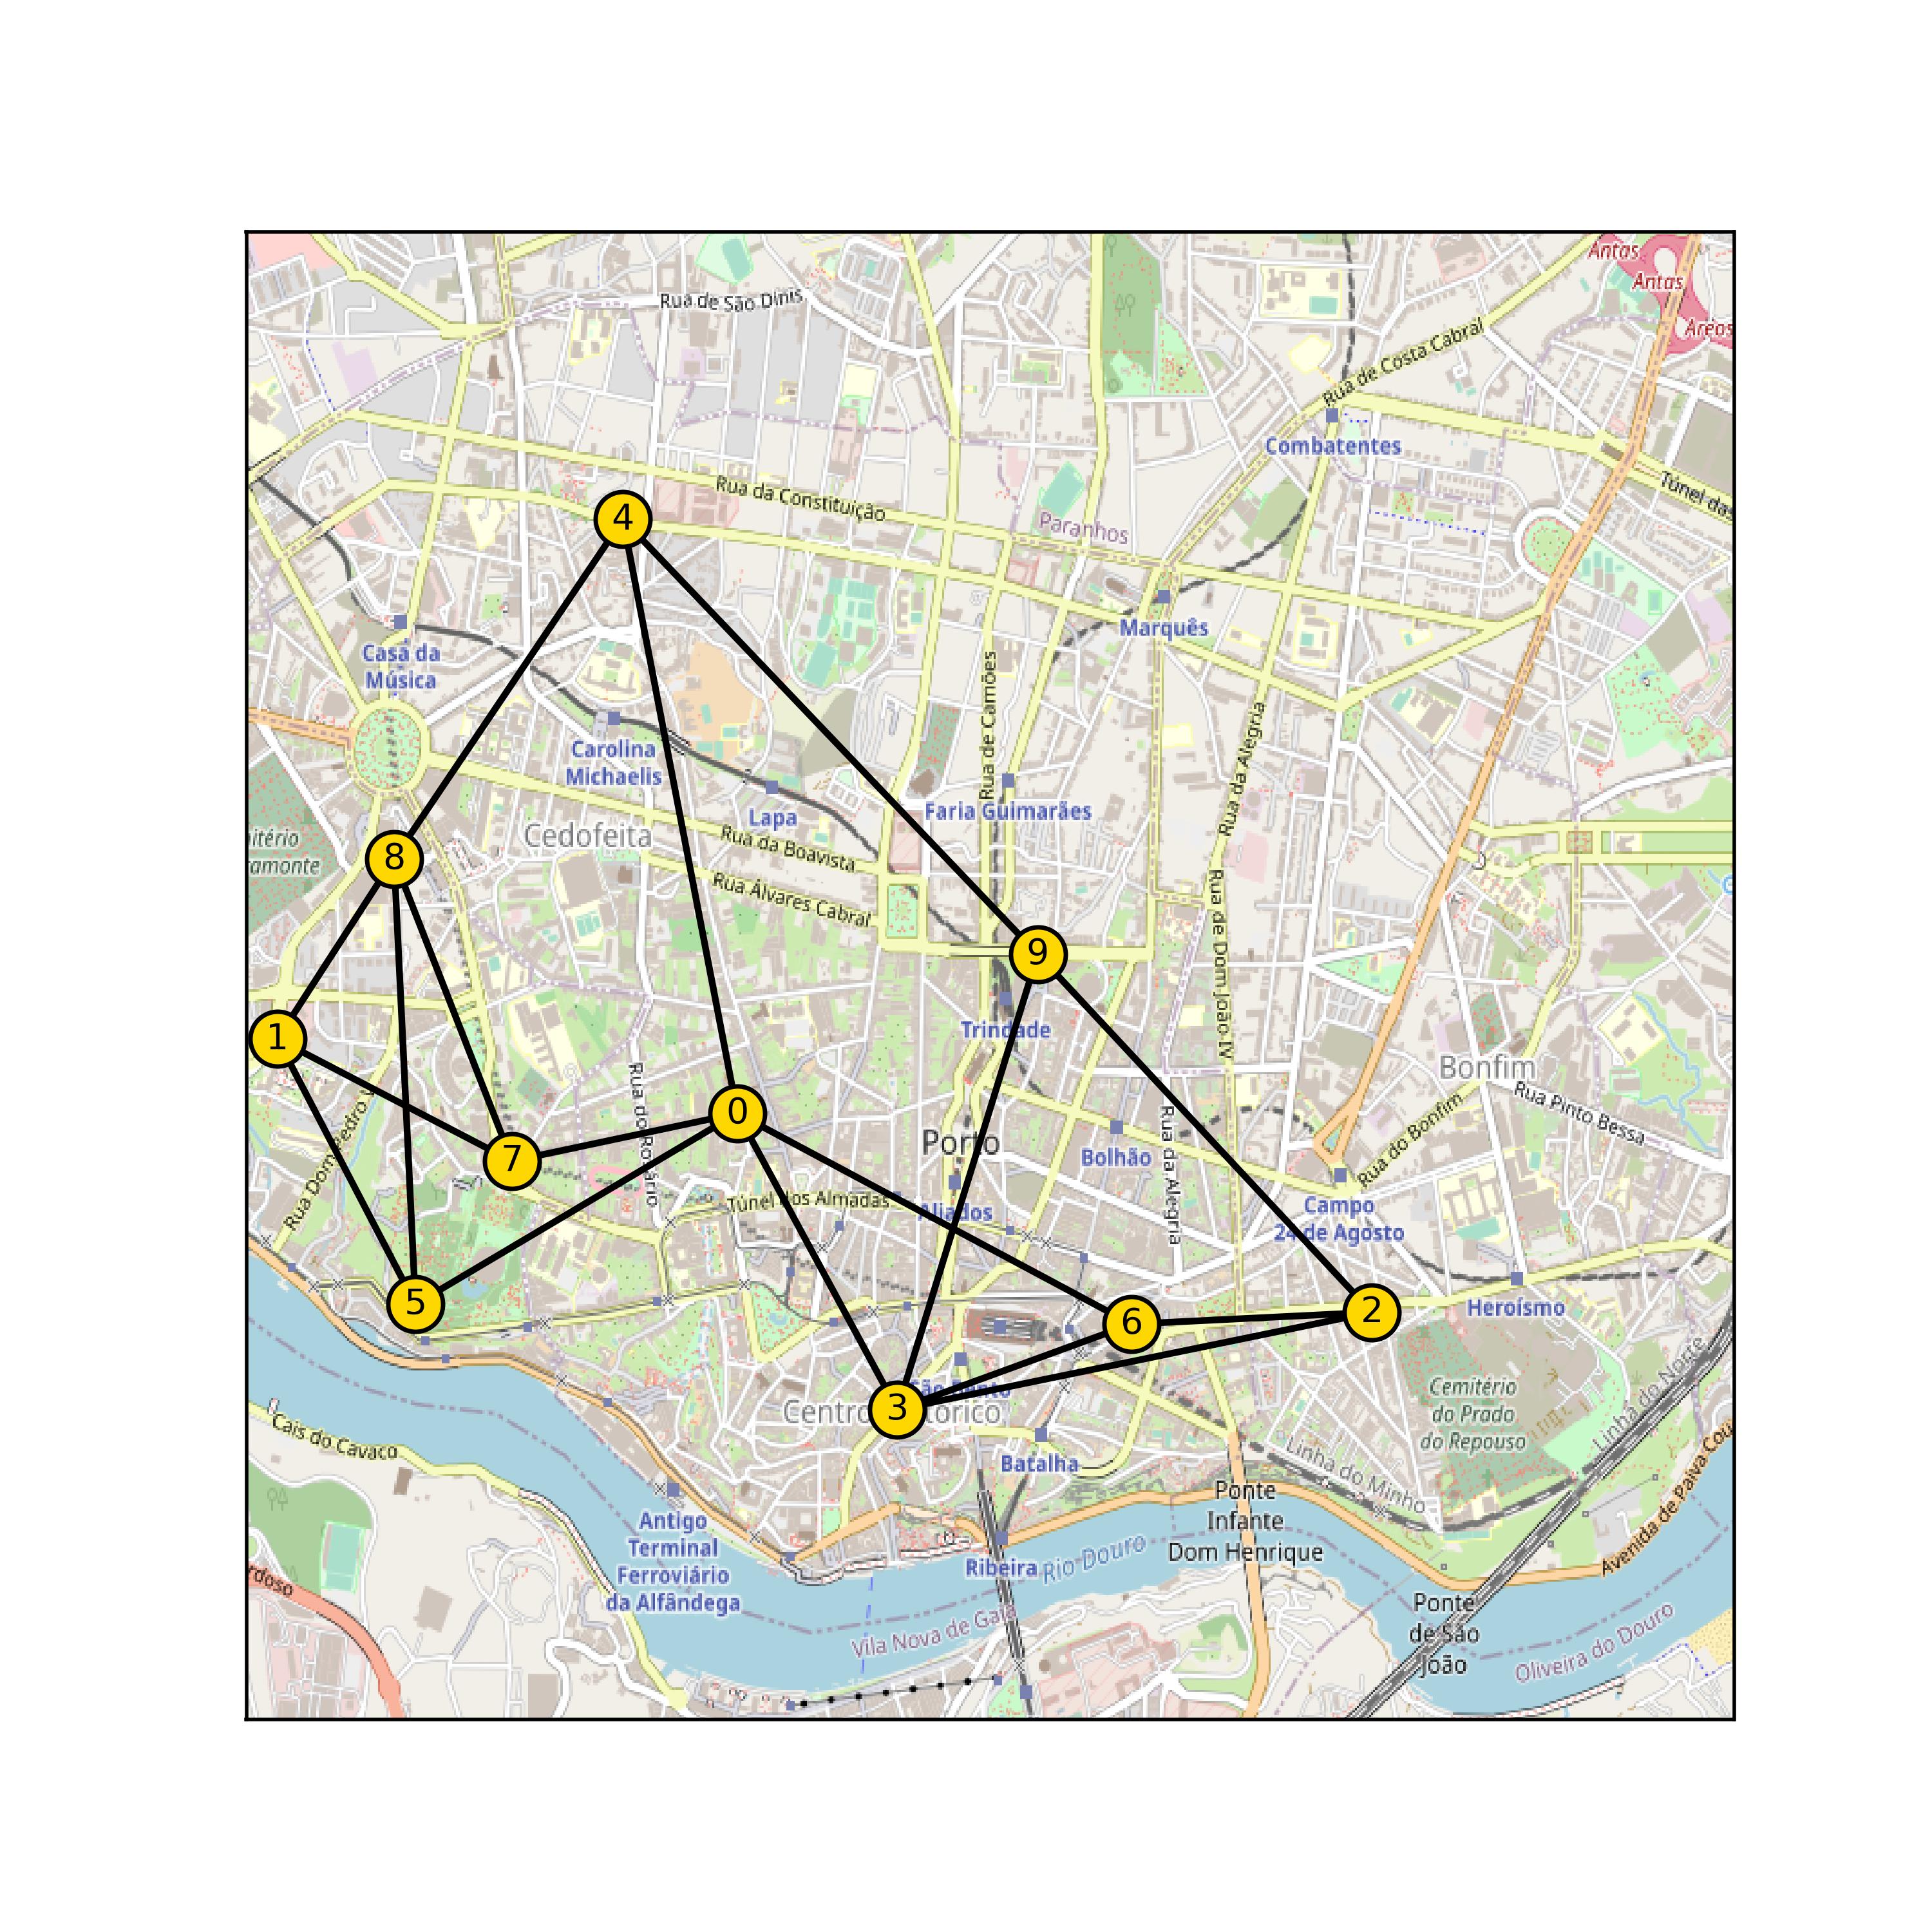 Antas
Antas
Rua de São Dinis
Areos
Rua de Costa Cabral
Combatentes
Rua da Constituição
Túnel das
4
Paranhos
Marquês
Casa da
Música
Rua de Camões
Carolina
Michaelis
Rua da Alegria
Faria Guimarães
Lapa
Cedofeita
Rua da Boavista
itério
amonte
8
Rua Álvares Cabral
Rua de Dom João IV
9
Trindade
1
Bonfim
Rua do Rosário
0
Rua Pinto Bessa
Porto
Rua do Bonfim
Bolhão
Rua da Alegria
7
Rua Dom Pedro V
Túnel dos Almadas
Aliados
Campo
24 de Agosto
5
6
2
Heroísmo
São Bento
3
Cemitério
do Prado
do Repouso
Linha do Norte
Cais do Cavaco
Batalha
Linha do Minho
Avenida de Paiva Cou
Ponte
Infante
Dom Henrique
Antigo
Terminal
Ferroviário
da Alfândega
Ribeira
Rio Douro
rdoso
Vila Nova de Gaia
Ponte
de São
João
Oliveira do Douro